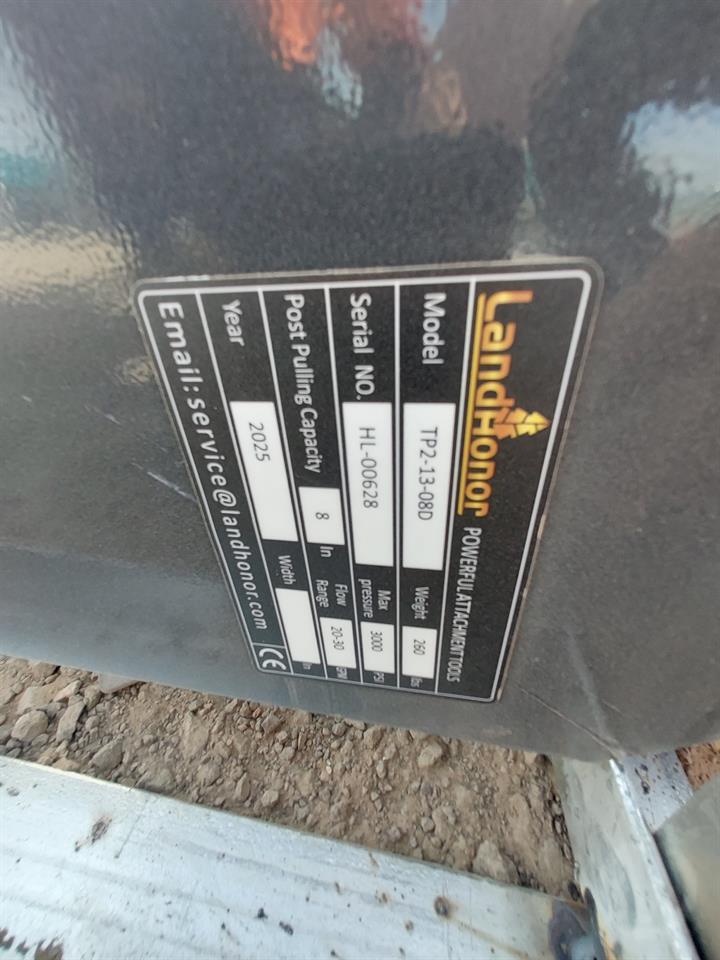 LandHonor POWERFUL ATTACHMENT TOOLS
Model TP2-13-08D Weight 260 lbs
Serial NO. HL-00628 Max pressure 3000 PSI
Post Pulling Capacity 8 In Flow Range 20-30 GPM
Year 2025 Width In
Email: service@landhonor.com CE